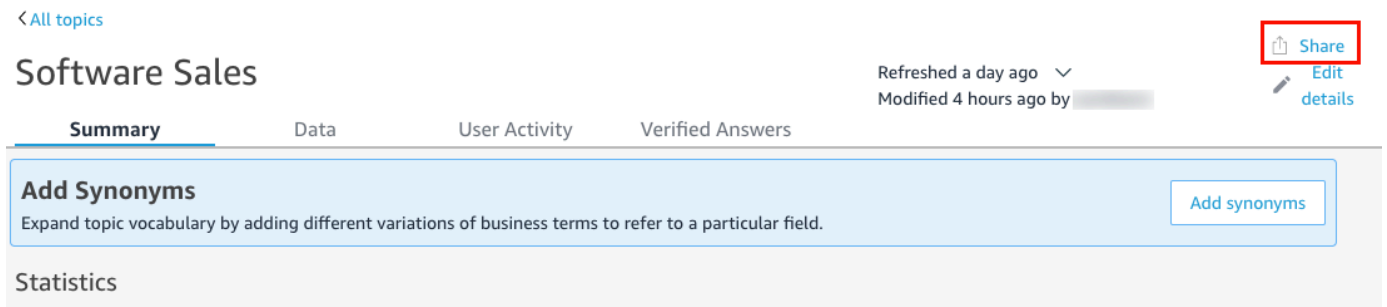 All topics
Share
Software Sales
Refreshed a day ago
Edit
details
Modified 4 hours ago by
Summary Data User Activity Verified Answers
Add Synonyms
Expand topic vocabulary by adding different variations of business terms to refer to a particular field.
Add synonyms
Statistics